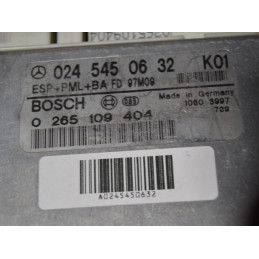 024 545 06 32 K01
ESP+PML+BA FD 97M09
BOSCH Made in Germany
0 265 109 404 1060 3997
789
A0245450632